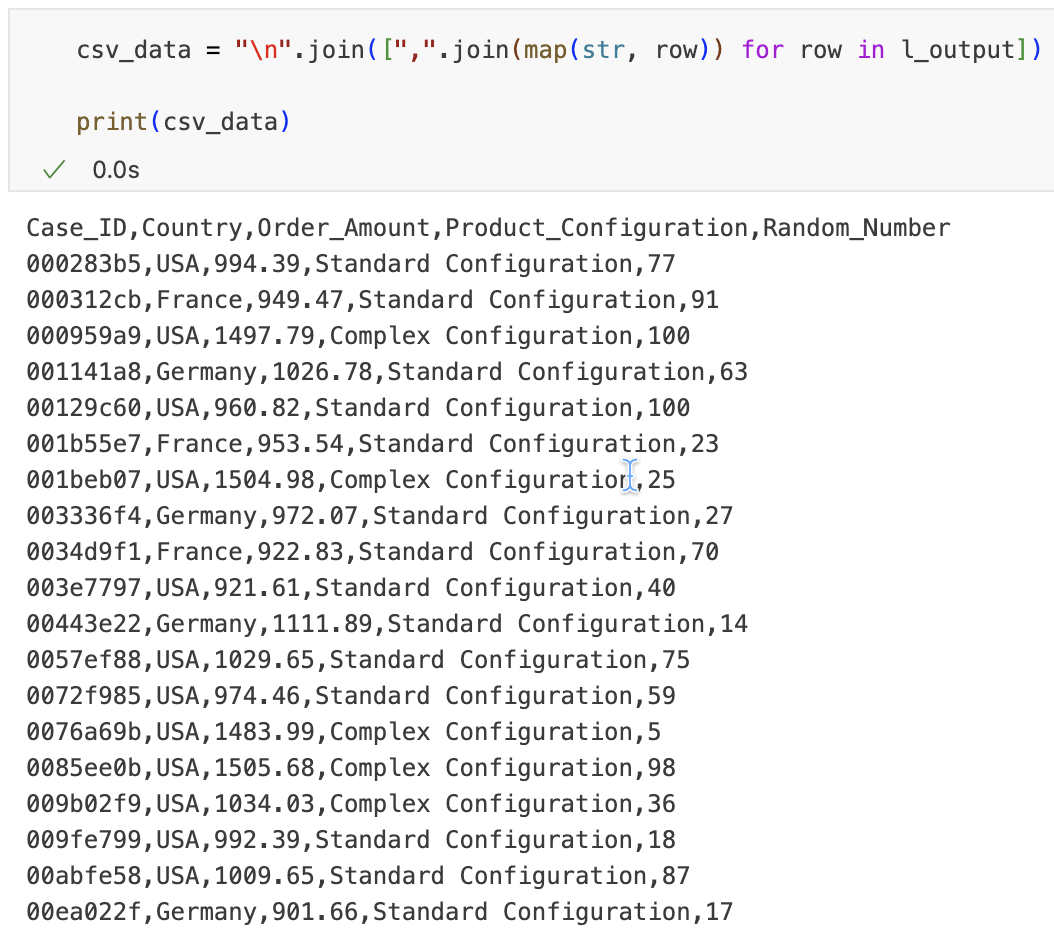 csv_data = "\n".join([",".join(map(str, row)) for row in l_output])
print(csv_data)
✓ 0.0s
Case_ID,Country,Order_Amount,Product_Configuration,Random_Number
000283b5,USA,994.39,Standard Configuration,77
000312cb,France,949.47,Standard Configuration,91
000959a9,USA,1497.79,Complex Configuration,100
001141a8,Germany,1026.78,Standard Configuration,63
00129c60,USA,960.82,Standard Configuration,100
001b55e7,France,953.54,Standard Configuration,23
001beb07,USA,1504.98,Complex Configuration,25
003336f4,Germany,972.07,Standard Configuration,27
0034d9f1,France,922.83,Standard Configuration,70
003e7797,USA,921.61,Standard Configuration,40
00443e22,Germany,1111.89,Standard Configuration,14
0057ef88,USA,1029.65,Standard Configuration,75
0072f985,USA,974.46,Standard Configuration,59
0076a69b,USA,1483.99,Complex Configuration,5
0085ee0b,USA,1505.68,Complex Configuration,98
009b02f9,USA,1034.03,Complex Configuration,36
009fe799,USA,992.39,Standard Configuration,18
00abfe58,USA,1009.65,Standard Configuration,87
00ea022f,Germany,901.66,Standard Configuration,17